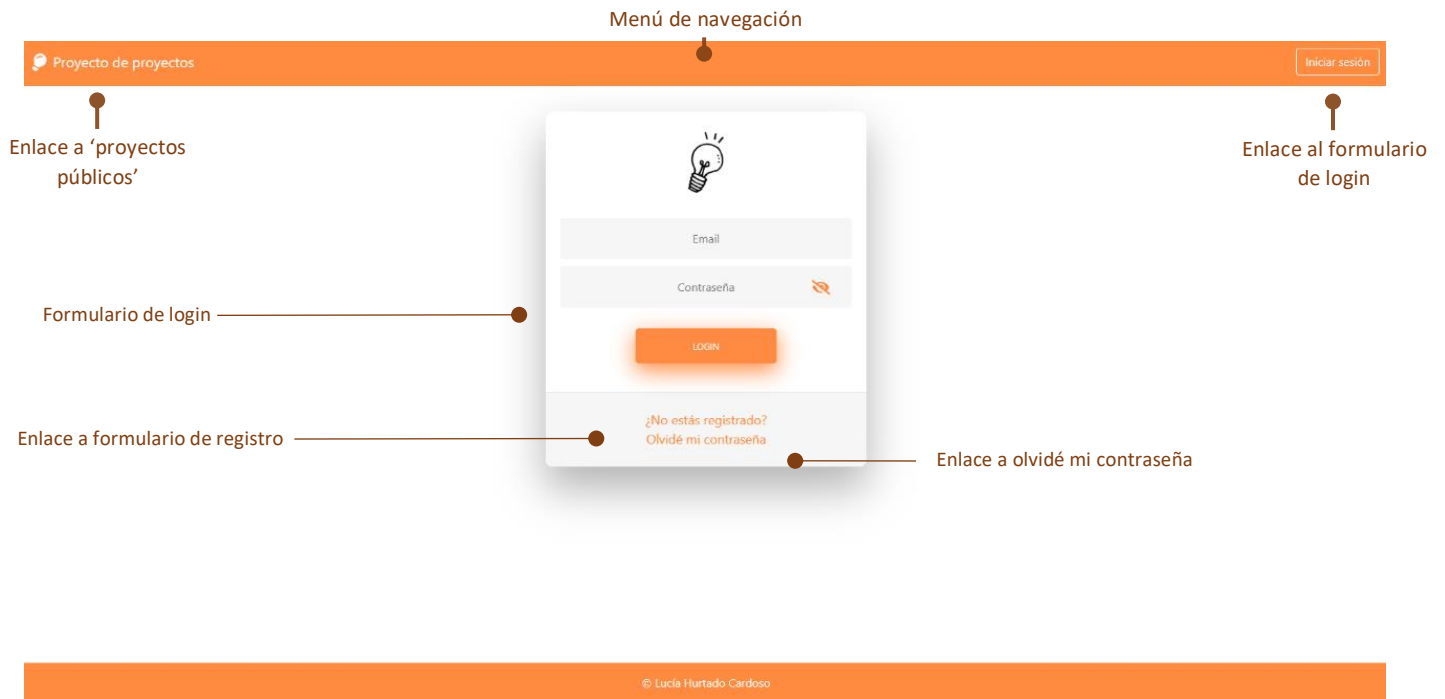 Menú de navegación
Proyecto de proyectos
Iniciar sesión
Enlace a ‘proyectos
públicos’
Enlace al formulario
de login
Email
Contraseña
Formulario de login
LOGIN
¿No estás registrado?
Olvidé mi contraseña
Enlace a formulario de registro
Enlace a olvidé mi contraseña
© Lucía Hurtado Cardoso